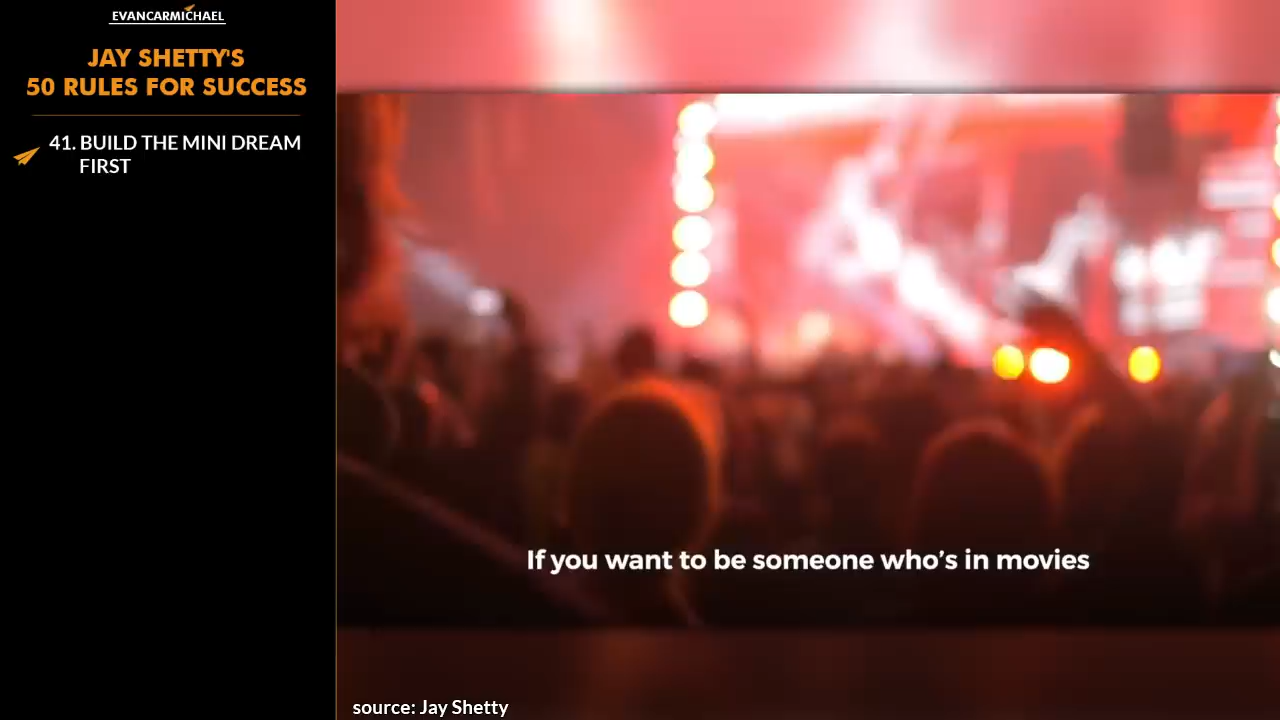 EVANCARMICHAEL
JAY SHETTY'S
50 RULES FOR SUCCESS
41. BUILD THE MINI DREAM
FIRST
If you want to be someone who’s in movies
source: Jay Shetty